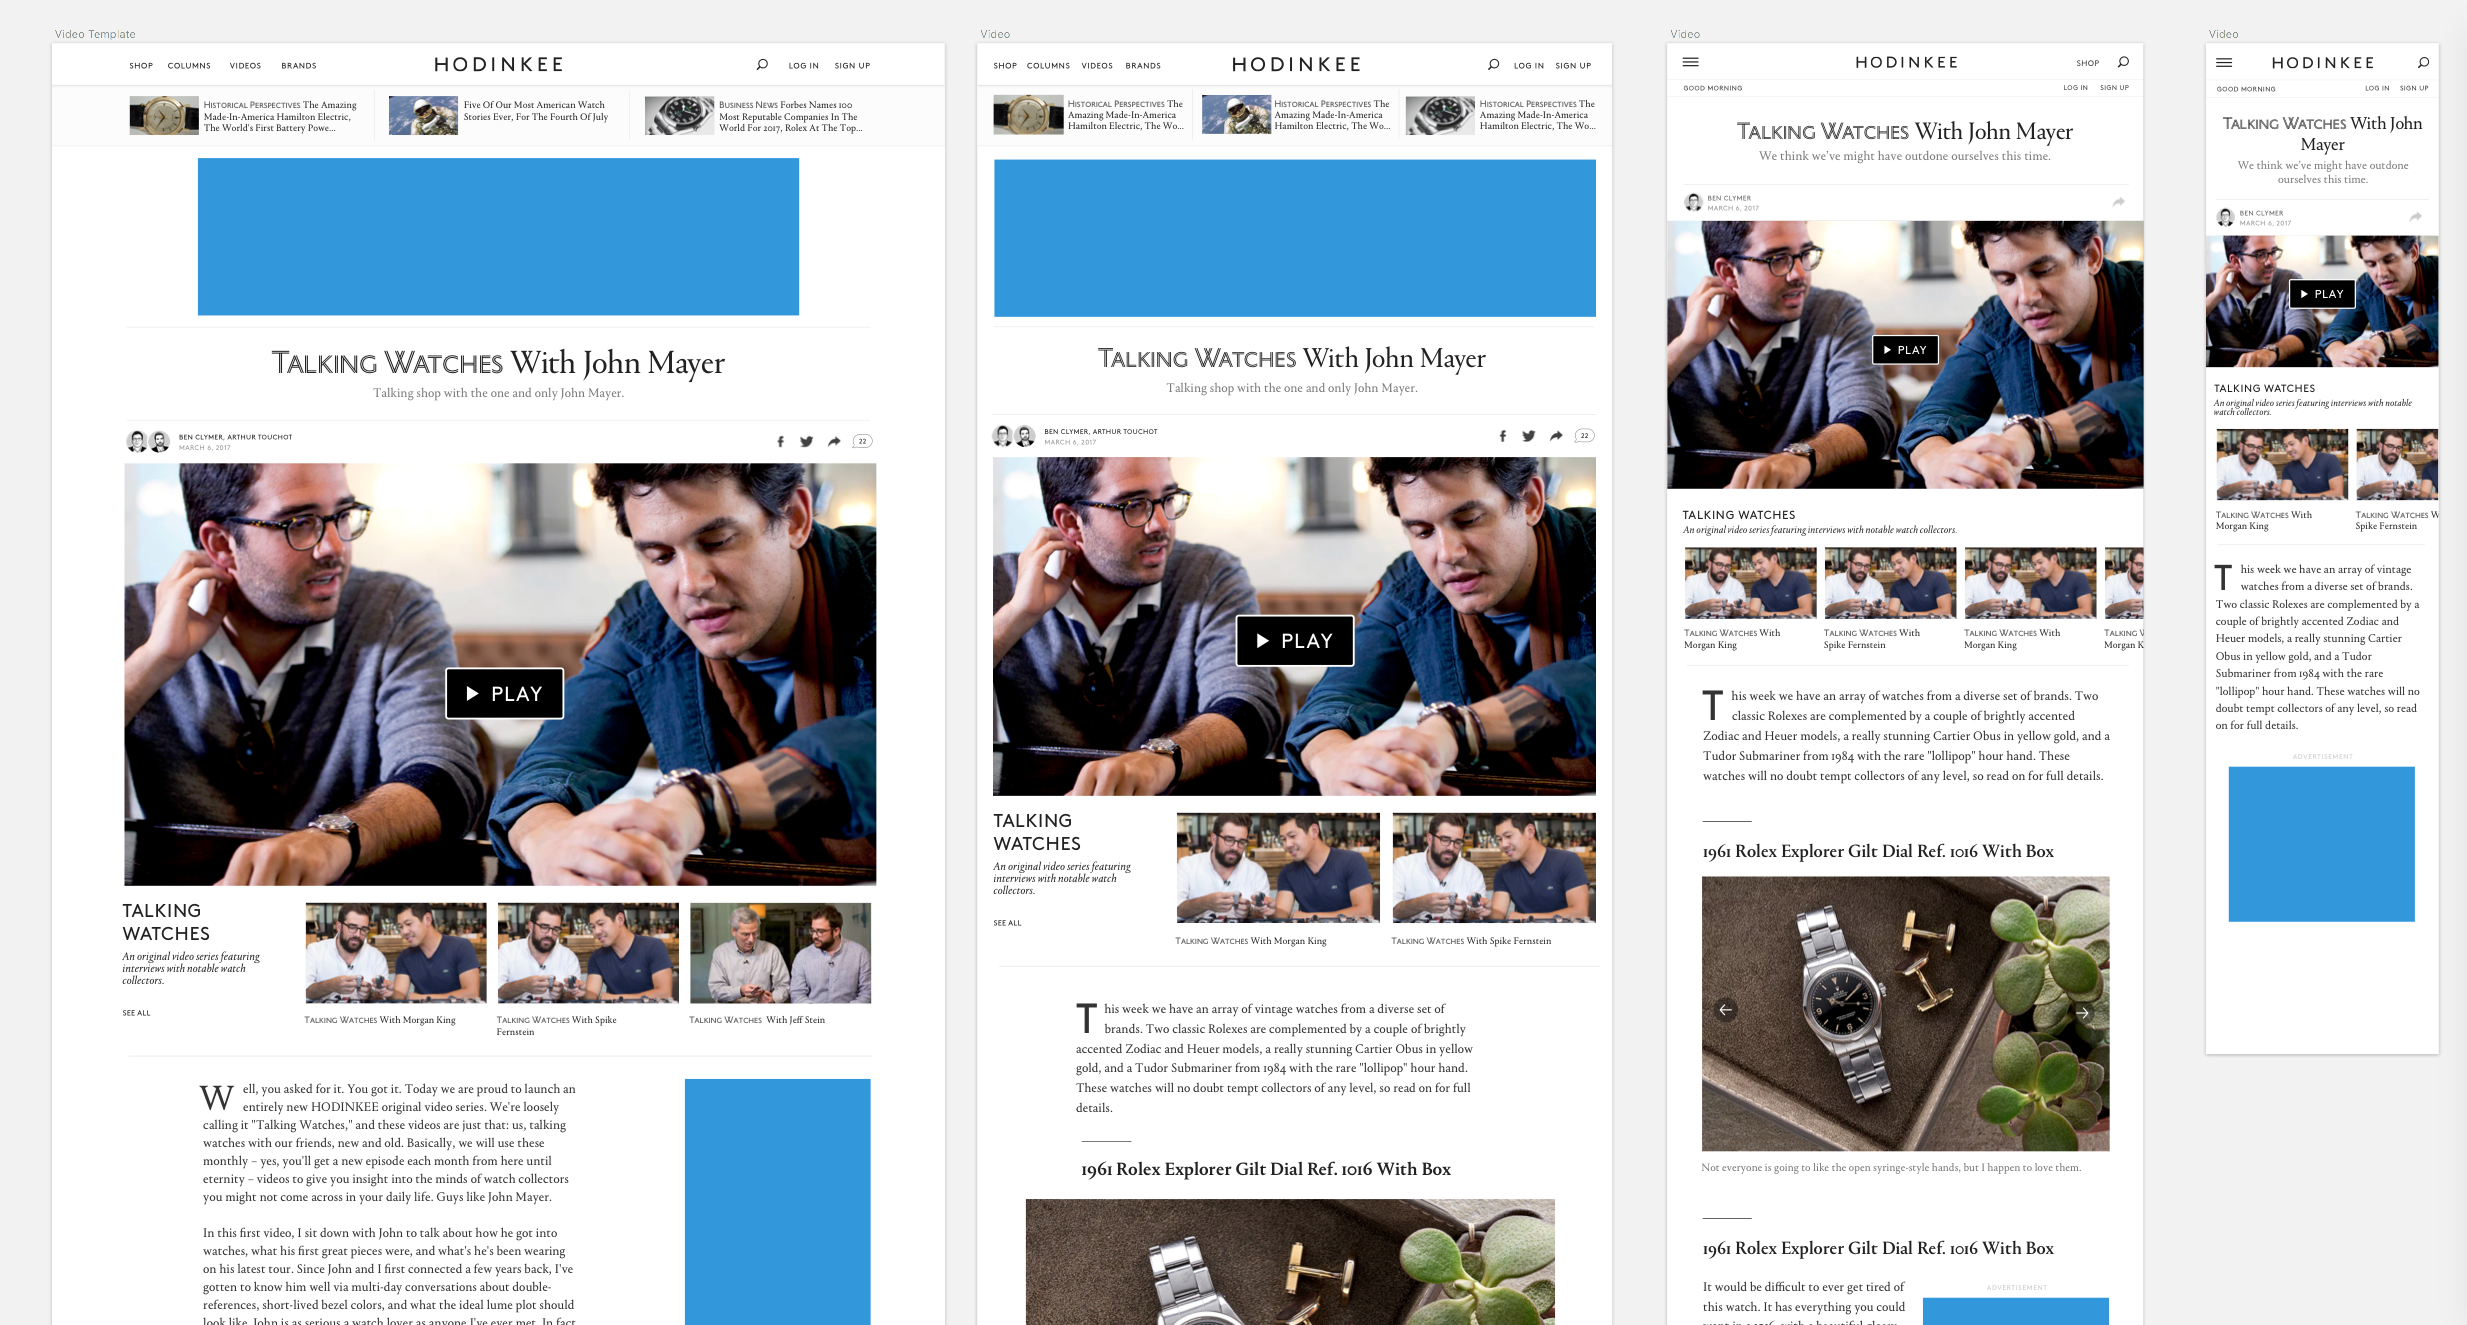 Video Template
SHOP COLUMNS VIDEOS BRANDS
HODINKEE
LOG IN SIGN UP
HISTORICAL PERSPECTIVES The Amazing
Made-In-America Hamilton Electric,
The World's First Battery Powe...
Five Of Our Most American Watch
Stories Ever, For The Fourth Of July
BUSINESS NEWS Forbes Names 100
Most Reputable Companies In The
World For 2017, Rolex At The Top...
TALKING WATCHES With John Mayer
Talking shop with the one and only John Mayer.
BEN CLYMER, ARTHUR TOUCHOT
MARCH 6, 2017
22
PLAY
TALKING
WATCHES
An original video series featuring
interviews with notable watch
collectors.
SEE ALL
TALKING WATCHES With Morgan King
TALKING WATCHES With Spike
Fernstein
TALKING WATCHES With Jeff Stein
Well, you asked for it. You got it. Today we are proud to launch an
entirely new HODINKEE original video series. We're loosely
calling it "Talking Watches," and these videos are just that: us, talking
watches with our friends, new and old. Basically, we will use these
monthly – yes, you'll get a new episode each month from here until
eternity – videos to give you insight into the minds of watch collectors
you might not come across in your daily life. Guys like John Mayer.
In this first video, I sit down with John to talk about how he got into
watches, what his first great pieces were, and what's he's been wearing
on his latest tour. Since John and I first connected a few years back, I've
gotten to know him well via multi-day conversations about double-
references, short-lived bezel colors, and what the ideal lume plot should
look like. John is as serious a watch lover as anyone I've ever met. In fact
Video
SHOP COLUMNS VIDEOS BRANDS
HODINKEE
LOG IN SIGN UP
HISTORICAL PERSPECTIVES The
Amazing Made-In-America
Hamilton Electric, The Wo...
HISTORICAL PERSPECTIVES The
Amazing Made-In-America
Hamilton Electric, The Wo...
HISTORICAL PERSPECTIVES The
Amazing Made-In-America
Hamilton Electric, The Wo...
TALKING WATCHES With John Mayer
Talking shop with the one and only John Mayer.
BEN CLYMER, ARTHUR TOUCHOT
MARCH 6, 2017
22
PLAY
TALKING
WATCHES
An original video series featuring
interviews with notable watch
collectors.
SEE ALL
TALKING WATCHES With Morgan King
TALKING WATCHES With Spike Fernstein
This week we have an array of vintage watches from a diverse set of
brands. Two classic Rolexes are complemented by a couple of brightly
accented Zodiac and Heuer models, a really stunning Cartier Obus in yellow
gold, and a Tudor Submariner from 1984 with the rare "lollipop" hour hand.
These watches will no doubt tempt collectors of any level, so read on for full
details.
1961 Rolex Explorer Gilt Dial Ref. 1016 With Box
Video
HODINKEE
SHOP
GOOD MORNING
LOG IN SIGN UP
TALKING WATCHES With John Mayer
We think we've might have outdone ourselves this time.
BEN CLYMER
MARCH 6, 2017
PLAY
TALKING WATCHES
An original video series featuring interviews with notable watch collectors.
TALKING WATCHES With
Morgan King
TALKING WATCHES With
Spike Fernstein
TALKING WATCHES With
Morgan King
TALKING W
Morgan K
This week we have an array of watches from a diverse set of brands. Two
classic Rolexes are complemented by a couple of brightly accented
Zodiac and Heuer models, a really stunning Cartier Obus in yellow gold, and a
Tudor Submariner from 1984 with the rare "lollipop" hour hand. These
watches will no doubt tempt collectors of any level, so read on for full details.
1961 Rolex Explorer Gilt Dial Ref. 1016 With Box
Not everyone is going to like the open syringe-style hands, but I happen to love them.
1961 Rolex Explorer Gilt Dial Ref. 1016 With Box
It would be difficult to ever get tired of
this watch. It has everything you could
ADVERTISEMENT
Video
HODINKEE
GOOD MORNING
LOG IN SIGN UP
TALKING WATCHES With John
Mayer
We think we've might have outdone
ourselves this time.
BEN CLYMER
MARCH 6, 2017
PLAY
TALKING WATCHES
An original video series featuring interviews with notable
watch collectors.
TALKING WATCHES With
Morgan King
TALKING WATCHES W
Spike Fernstein
This week we have an array of vintage
watches from a diverse set of brands.
Two classic Rolexes are complemented by a
couple of brightly accented Zodiac and
Heuer models, a really stunning Cartier
Obus in yellow gold, and a Tudor
Submariner from 1984 with the rare
"lollipop" hour hand. These watches will no
doubt tempt collectors of any level, so read
on for full details.
ADVERTISEMENT